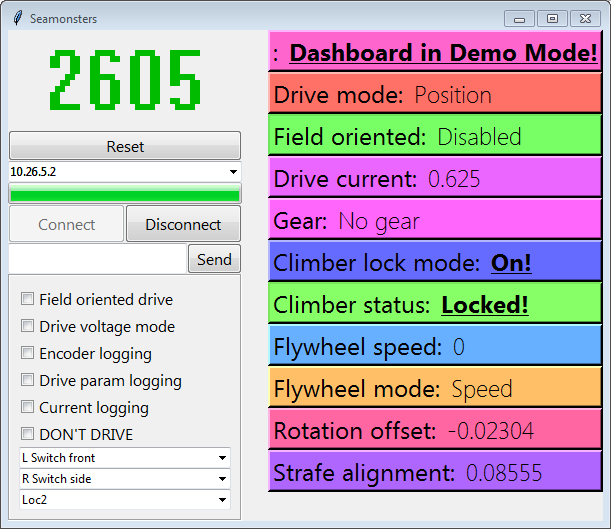 Seamonsters
2605
Reset
10.26.5.2
Connect
Disconnect
Send
Field oriented drive
Drive voltage mode
Encoder logging
Drive param logging
Current logging
DON'T DRIVE
L Switch front
R Switch side
Loc2
: Dashboard in Demo Mode!
Drive mode: Position
Field oriented: Disabled
Drive current: 0.625
Gear: No gear
Climber lock mode: On!
Climber status: Locked!
Flywheel speed: 0
Flywheel mode: Speed
Rotation offset: -0.02304
Strafe alignment: 0.08555